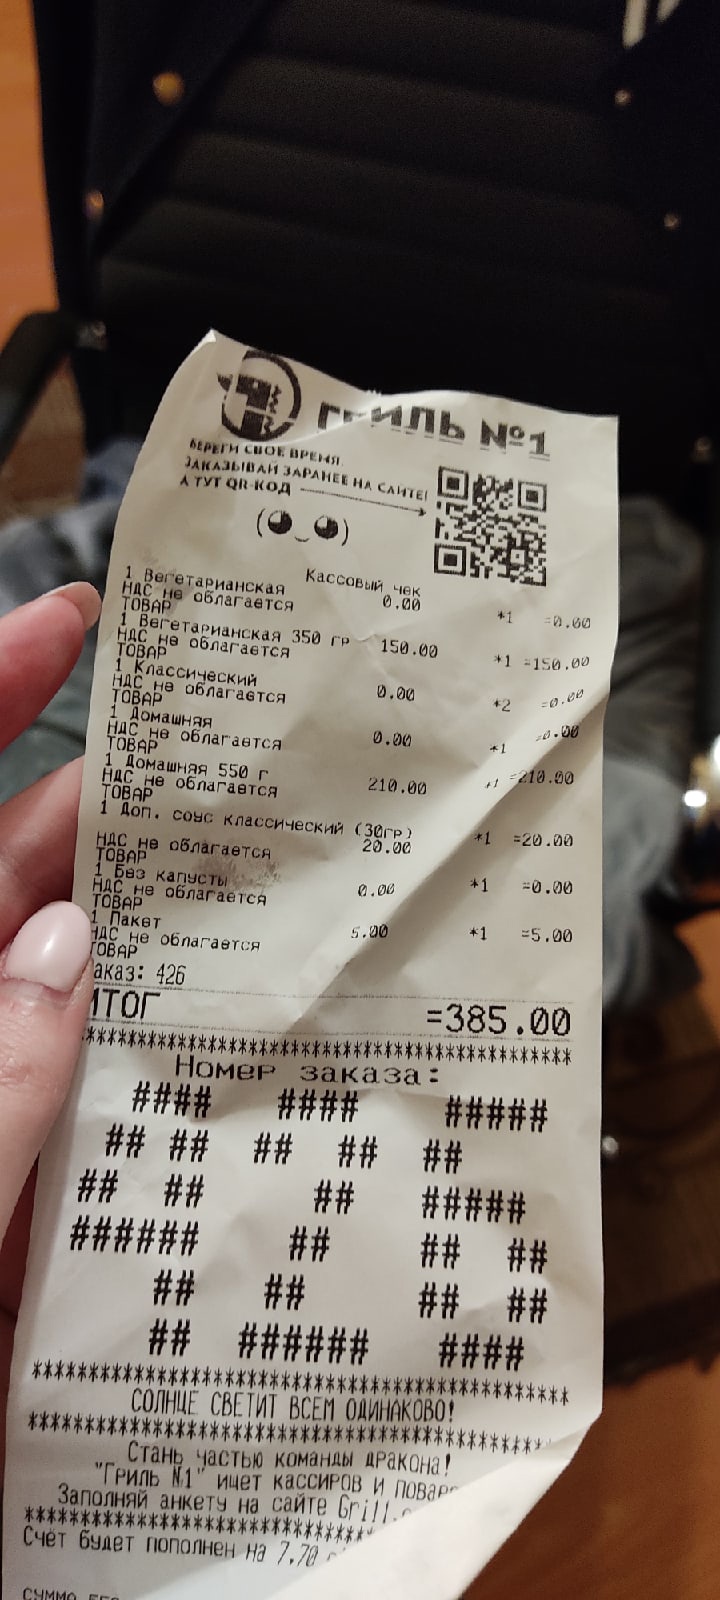 ГРИЛЬ №1
БЕРЕГИ СВОЕ ВРЕМЯ.
ЗАКАЗЫВАЙ ЗАРАНЕЕ НА САЙТЕ!
А ТУТ QR-КОД
Кассовый чек
1 Вегетарианская 0.00 *1 =0.00
НДС не облагается
ТОВАР
1 Вегетарианская 350 гр 150.00 *1 =150.00
НДС не облагается
ТОВАР
1 Классический 0.00 *2 =0.00
НДС не облагается
ТОВАР
1 Домашняя 0.00 *1 =0.00
НДС не облагается
ТОВАР
1 Домашняя 550 г 210.00 *1 =210.00
НДС не облагается
ТОВАР
1 Доп. соус классический (30гр)
20.00 *1 =20.00
НДС не облагается
ТОВАР
1 Без капусты 0.00 *1 =0.00
НДС не облагается
ТОВАР
1 Пакет 5.00 *1 =5.00
НДС не облагается
ТОВАР
аказ: 426
ИТОГ =385.00
********************************************
Номер заказа:
#### #### #####
## ## ## ## ##
## ## ## #####
###### ## ## ##
## ## ## ##
## ###### ####
********************************************
СОЛНЦЕ СВЕТИТ ВСЕМ ОДИНАКОВО!
********************************************
Стань частью команды дракона!
"Гриль №1" ищет кассиров и
Заполняй анкету на сайте Grill.
********************************************
Счёт будет пополнен на 7.70